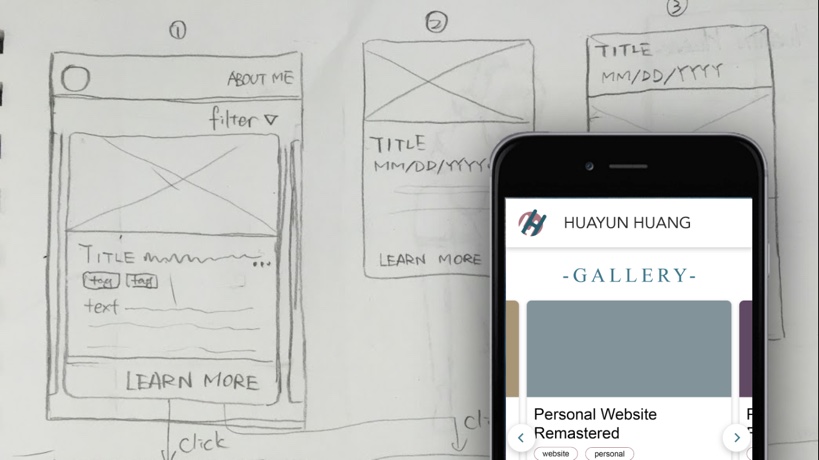 ①
ABOUT ME
filter ▽
TITLE
...
tag tag
text
LEARN MORE
click
②
TITLE
MM/DD/YYYY
LEARN MORE
cli
③
TITLE
MM/DD/YYYY
H HUAYUN HUANG
-GALLERY-
Personal Website
Remastered
website personal